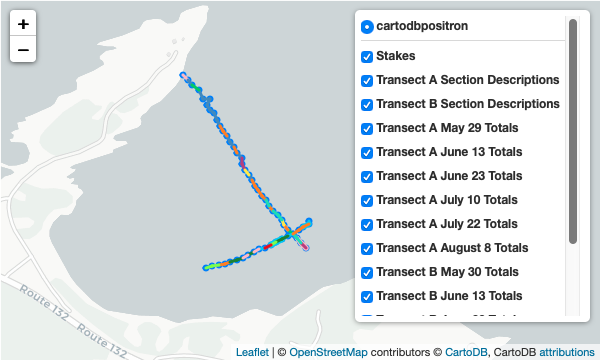 +
−
cartodbpositron
Stakes
Transect A Section Descriptions
Transect B Section Descriptions
Transect A May 29 Totals
Transect A June 13 Totals
Transect A June 23 Totals
Transect A July 10 Totals
Transect A July 22 Totals
Transect A August 8 Totals
Transect B May 30 Totals
Transect B June 13 Totals
Route 132
Route 132
Leaflet | © OpenStreetMap contributors © CartoDB, CartoDB attributions